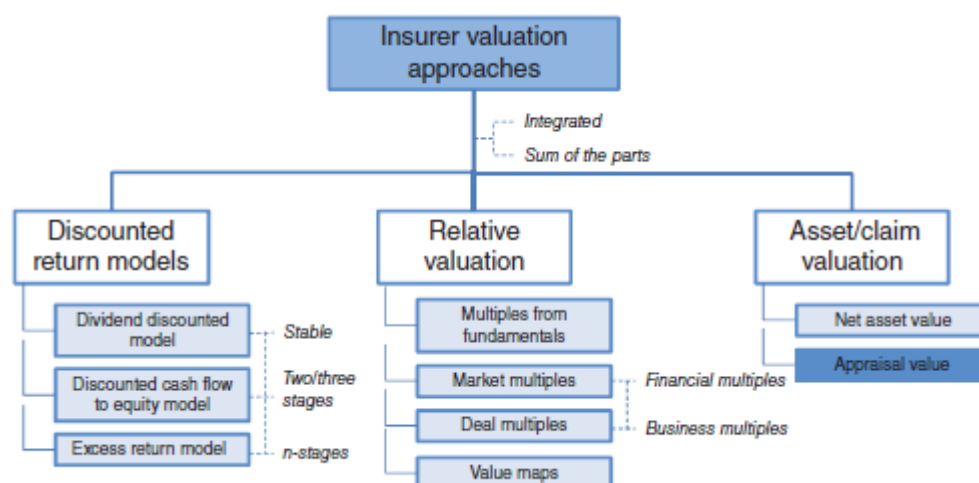 Insurer valuation
approaches
Integrated
Sum of the parts
Discounted
return models
Relative
valuation
Asset/claim
valuation
Dividend discounted
model
Stable
Discounted cash flow
to equity model
Two/three
stages
Excess return model
n-stages
Multiples from
fundamentals
Market multiples
Financial multiples
Deal multiples
Business multiples
Value maps
Net asset value
Appraisal value